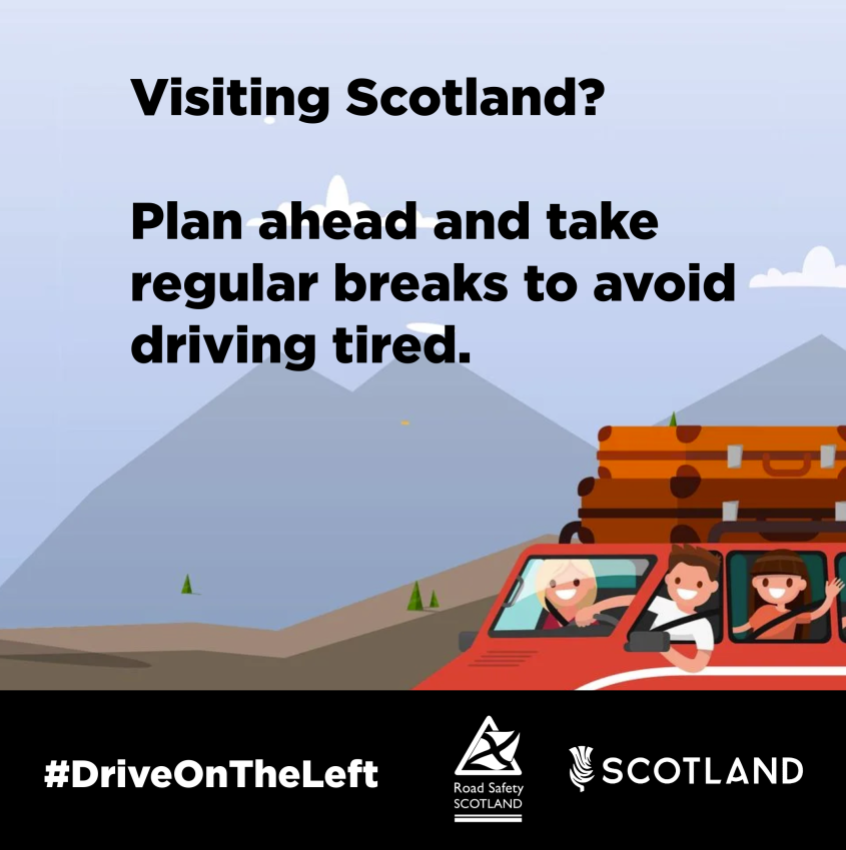 Visiting Scotland?
Plan ahead and take
regular breaks to avoid
driving tired.
#DriveOnTheLeft
Road Safety
SCOTLAND
SCOTLAND